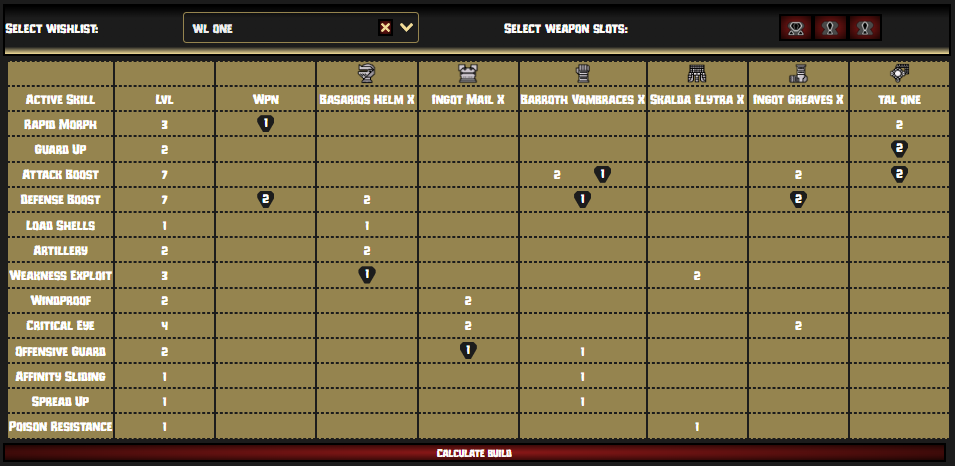 Select Wishlist: WL ONE Select Weapon Slots:
Active Skill Lvl Wpn Basarios Helm X Ingot Mail X Barroth Vambraces X Skalda Elytra X Ingot Greaves X TAL ONE
Rapid Morph 3 1 2
Guard Up 2 2
Attack Boost 7 2 1 2 2
Defense Boost 7 2 2 1 2
Load Shells 1 1
Artillery 2 2
Weakness Exploit 3 1 2
Windproof 2 2
Critical Eye 4 2 2
Offensive Guard 2 1 1
Affinity Sliding 1 1
Spread Up 1 1
Poison Resistance 1 1
Calculate Build